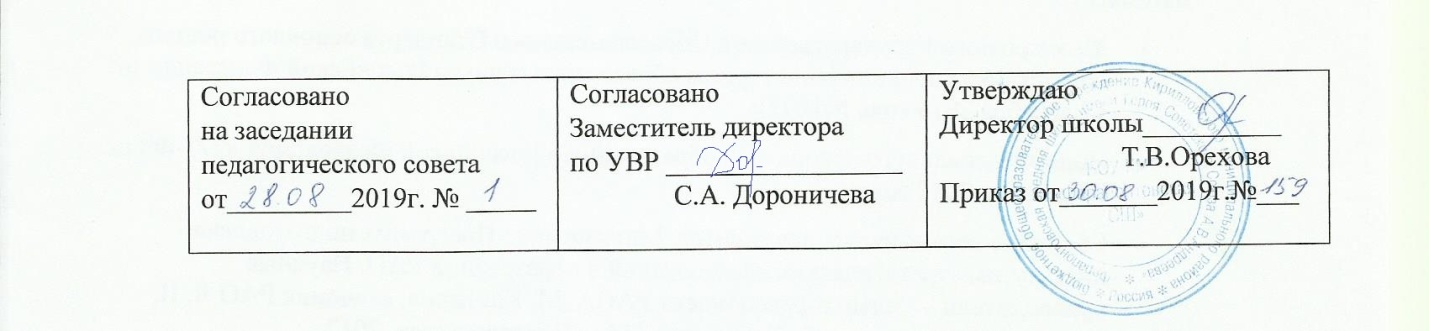 Согласовано
на заседании
педагогического совета
от 28.08 2019г. № 1
Согласовано
Заместитель директора
по УВР
С.А. Дороничева
Утверждаю
Директор школы
Т.В.Орехова
Приказ от 30.08 2019г.№ 159